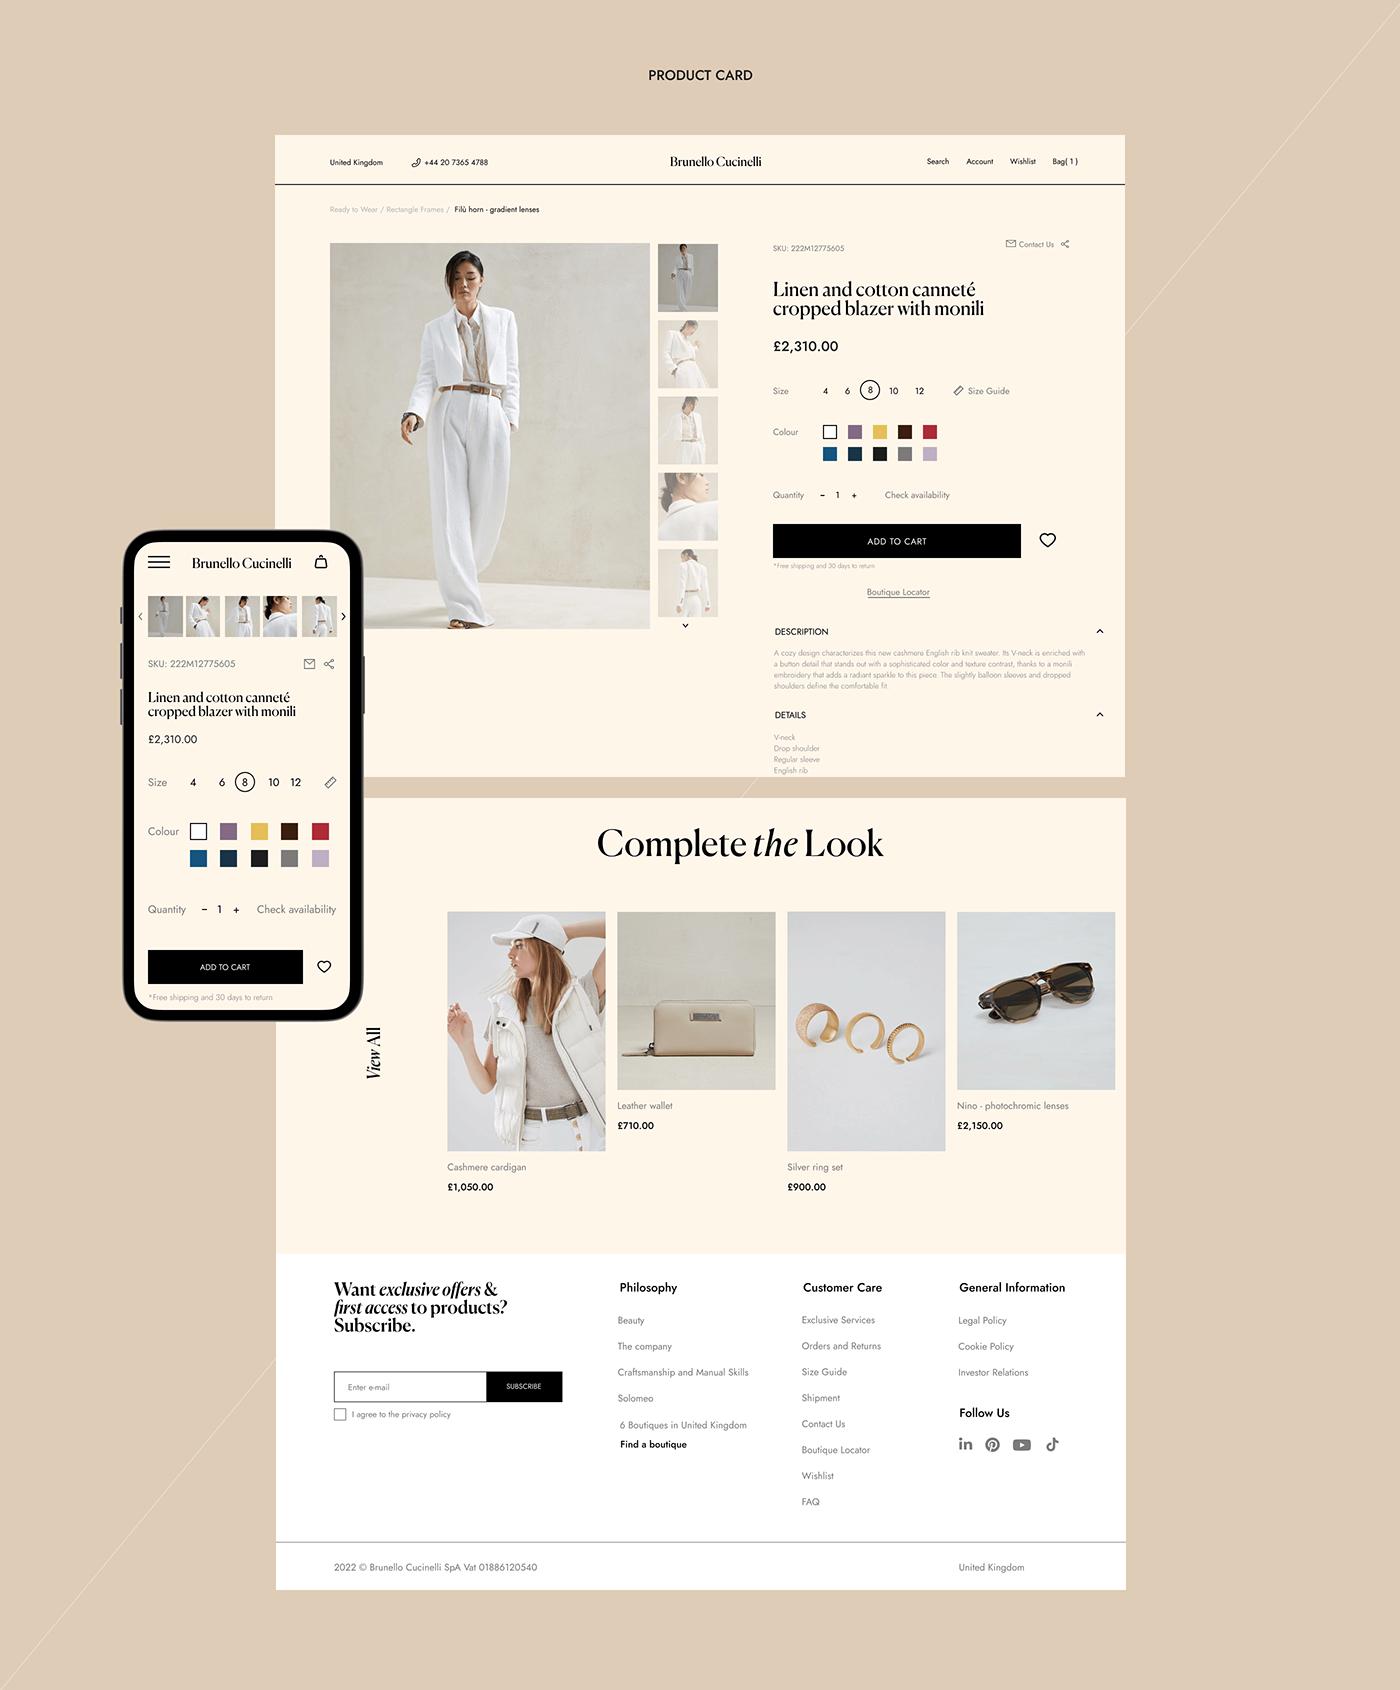 PRODUCT CARD
United Kingdom
+44 20 7365 4788
Brunello Cucinelli
Search
Account
Wishlist
Bag( 1 )
Ready to Wear / Rectangle Frames / Filù horn - gradient lenses
SKU: 222M12775605
Contact Us
Linen and cotton canneté
cropped blazer with monili
£2,310.00
Size 4 6 8 10 12 Size Guide
Colour
Quantity - 1 + Check availability
ADD TO CART
*Free shipping and 30 days to return
Boutique Locator
DESCRIPTION
A cozy design characterizes this new cashmere English rib knit sweater. Its V-neck is enriched with
a button detail that stands out with a sophisticated color and texture contrast, thanks to a monili
embroidery that adds a radiant sparkle to this piece. The slightly balloon sleeves and dropped
shoulders define the comfortable fit
DETAILS
V-neck
Drop shoulder
Regular sleeve
English rib
Brunello Cucinelli
SKU: 222M12775605
Linen and cotton canneté
cropped blazer with monili
£2,310.00
Size 4 6 8 10 12
Colour
Quantity - 1 + Check availability
ADD TO CART
*Free shipping and 30 days to return
Complete the Look
View All
Cashmere cardigan
£1,050.00
Leather wallet
£710.00
Silver ring set
£900.00
Nino - photochromic lenses
£2,150.00
Want exclusive offers &
first access to products?
Subscribe.
Enter e-mail
SUBSCRIBE
I agree to the privacy policy
Philosophy
Beauty
The company
Craftsmanship and Manual Skills
Solomeo
6 Boutiques in United Kingdom
Find a boutique
Customer Care
Exclusive Services
Orders and Returns
Size Guide
Shipment
Contact Us
Boutique Locator
Wishlist
FAQ
General Information
Legal Policy
Cookie Policy
Investor Relations
Follow Us
2022 © Brunello Cucinelli SpA Vat 01886120540
United Kingdom